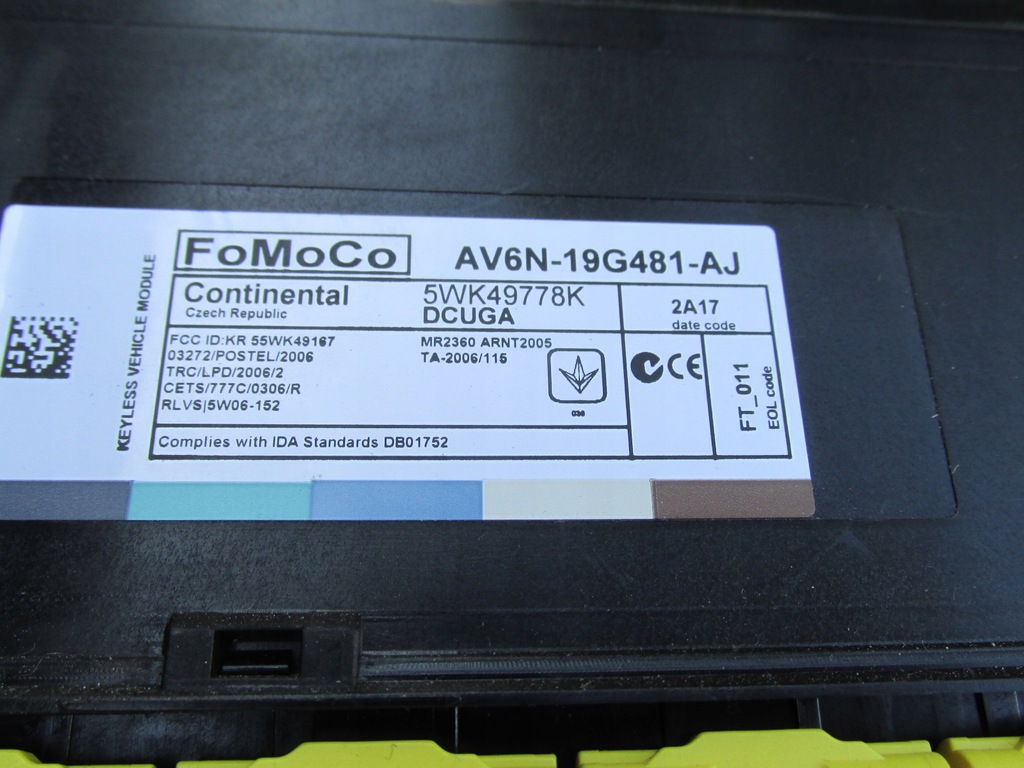 KEYLESS VEHICLE MODULE
FoMoCo
AV6N-19G481-AJ
Continental
Czech Republic
5WK49778K
DCUGA
2A17
date code
FCC ID:KR 55WK49167
03272/POSTEL/2006
TRC/LPD/2006/2
CETS/777C/0306/R
RLVS|5W06-152
MR2360 ARNT2005
TA-2006/115
036
CE
FT_011
EOL code
Complies with IDA Standards DB01752